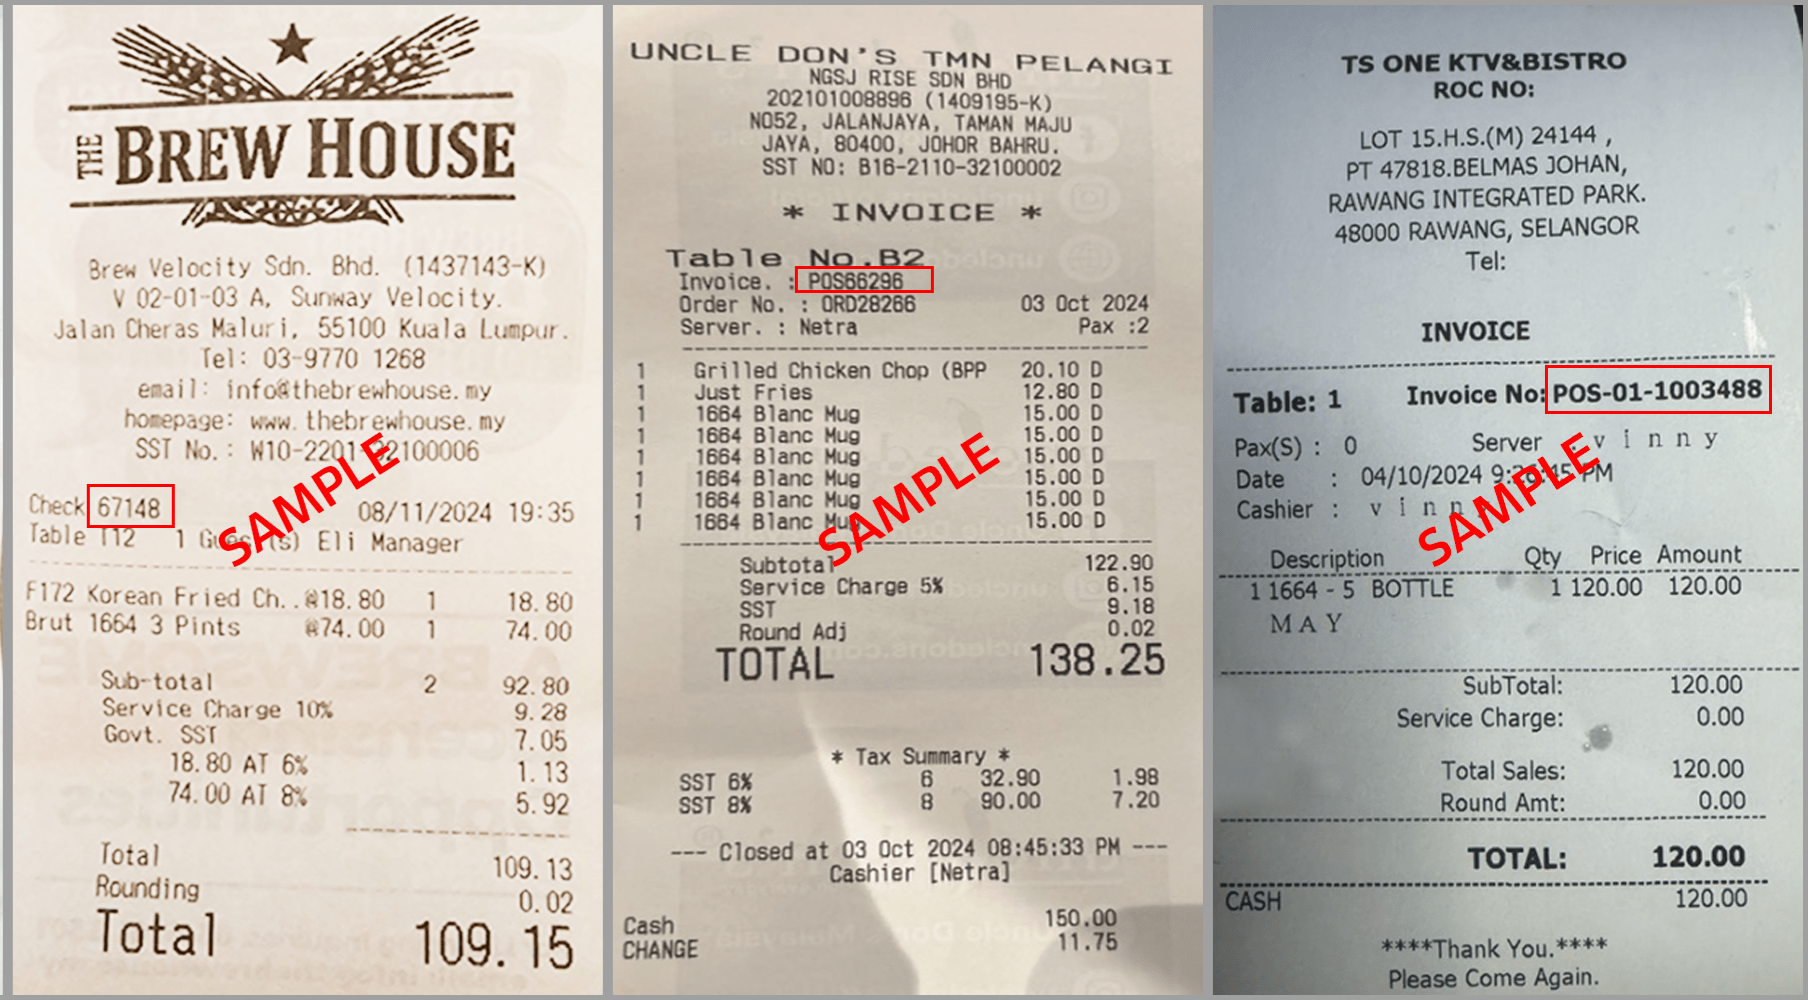 THE BREW HOUSE
Brew Velocity Sdn. Bhd. (1437143-K)
V 02-01-03 A, Sunway Velocity.
Jalan Cheras Maluri, 55100 Kuala Lumpur.
Tel: 03-9770 1268
email: info@thebrewhouse.my
homepage: www.thebrewhouse.my
SST No.: W10-2201-32100006
Check 67148 08/11/2024 19:35
Table T12 1 Guest(s) Eli Manager
SAMPLE
F172 Korean Fried Ch..@18.80 1 18.80
Brut 1664 3 Pints @74.00 1 74.00
Sub-total 2 92.80
Service Charge 10% 9.28
Govt. SST 7.05
18.80 AT 6% 1.13
74.00 AT 8% 5.92
Total 109.13
Rounding 0.02
Total 109.15
UNCLE DON'S TMN PELANGI
NGSJ RISE SDN BHD
202101008896 (1409195-K)
NO52, JALANJAYA, TAMAN MAJU
JAYA, 80400, JOHOR BAHRU.
SST NO: B16-2110-32100002
* INVOICE *
Table No.B2
Invoice. : POS66296
Order No. : ORD28266 03 Oct 2024
Server. : Netra Pax :2
1 Grilled Chicken Chop (BPP 20.10 D
1 Just Fries 12.80 D
1 1664 Blanc Mug 15.00 D
1 1664 Blanc Mug 15.00 D
1 1664 Blanc Mug 15.00 D
1 1664 Blanc Mug 15.00 D
1 1664 Blanc Mug 15.00 D
1 1664 Blanc Mug 15.00 D
SAMPLE
Subtotal 122.90
Service Charge 5% 6.15
SST 9.18
Round Adj 0.02
TOTAL 138.25
* Tax Summary *
SST 6% 6 32.90 1.98
SST 8% 8 90.00 7.20
--- Closed at 03 Oct 2024 08:45:33 PM ---
Cashier [Netra]
Cash 150.00
CHANGE 11.75
TS ONE KTV&BISTRO
ROC NO:
LOT 15.H.S.(M) 24144 ,
PT 47818.BELMAS JOHAN,
RAWANG INTEGRATED PARK.
48000 RAWANG, SELANGOR
Tel:
INVOICE
Table: 1 Invoice No: POS-01-1003488
Pax(S) : 0 Server : vinny
Date : 04/10/2024 9:26:45 PM
Cashier : vinny
SAMPLE
Description Qty Price Amount
1 1664 - 5 BOTTLE 1 120.00 120.00
MAY
SubTotal: 120.00
Service Charge: 0.00
Total Sales: 120.00
Round Amt: 0.00
TOTAL: 120.00
CASH 120.00
****Thank You.****
Please Come Again.